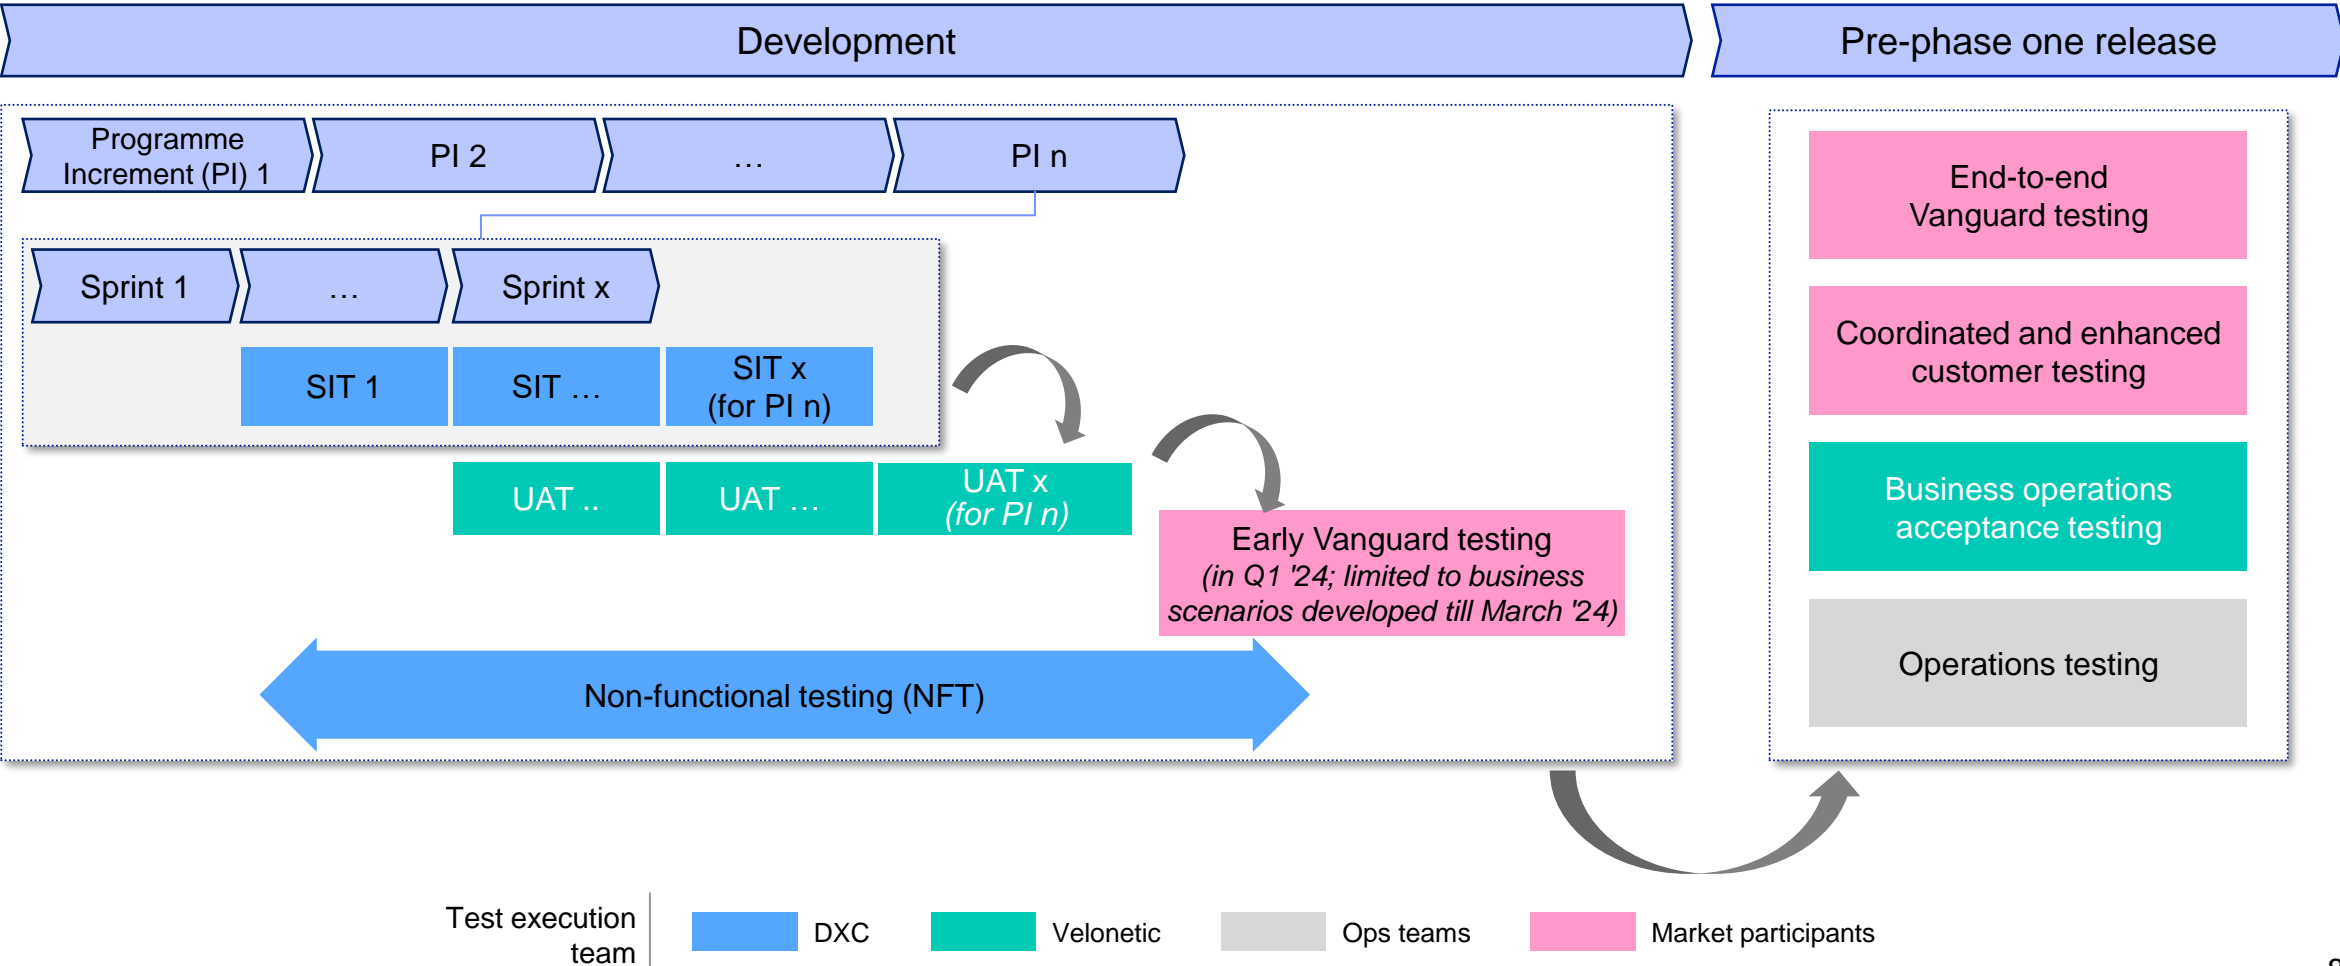 Development
Pre-phase one release
Programme
Increment (PI) 1
PI 2
…
PI n
Sprint 1
…
Sprint x
SIT 1
SIT …
SIT x
(for PI n)
UAT ..
UAT …
UAT x
(for PI n)
Early Vanguard testing
(in Q1 '24; limited to business
scenarios developed till March '24)
Non-functional testing (NFT)
End-to-end
Vanguard testing
Coordinated and enhanced
customer testing
Business operations
acceptance testing
Operations testing
Test execution
team
DXC
Velonetic
Ops teams
Market participants